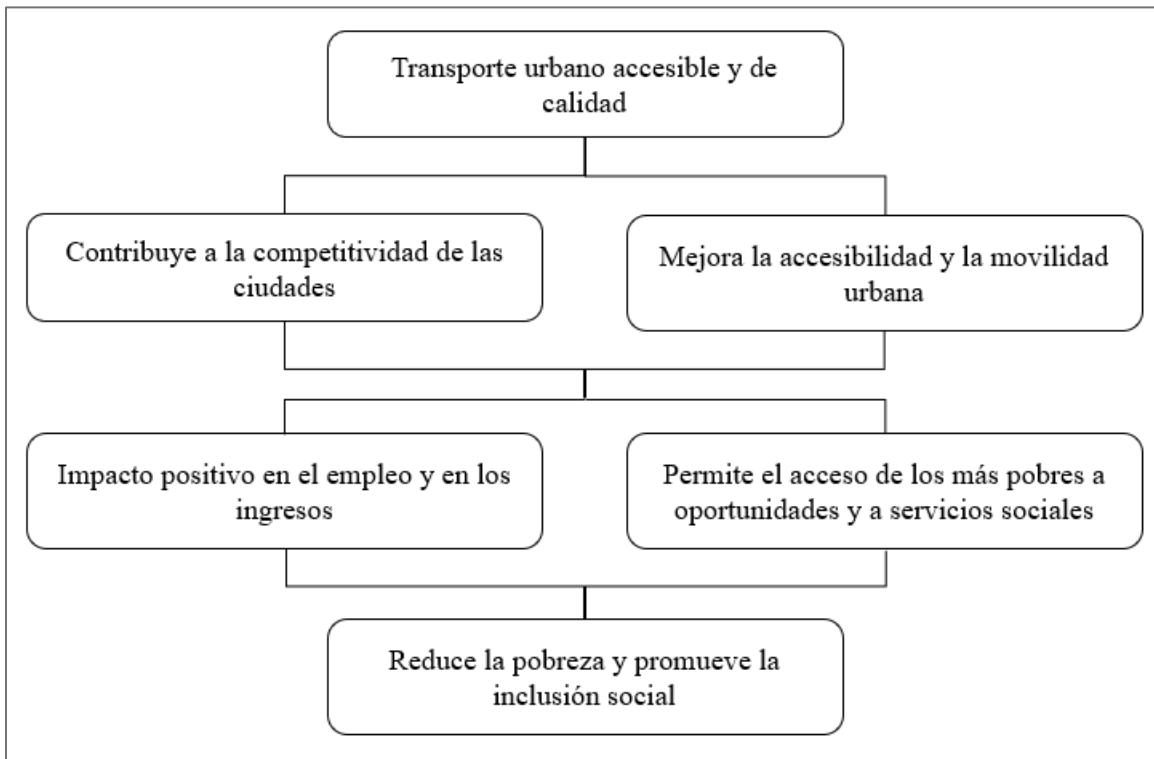 Transporte urbano accesible y de
calidad
Contribuye a la competitividad de las
ciudades
Mejora la accesibilidad y la movilidad
urbana
Impacto positivo en el empleo y en los
ingresos
Permite el acceso de los más pobres a
oportunidades y a servicios sociales
Reduce la pobreza y promueve la
inclusión social